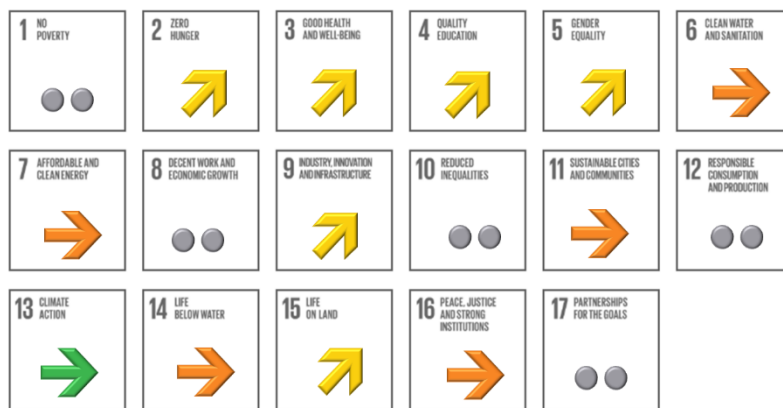 1 NO
POVERTY
2 ZERO
HUNGER
3 GOOD HEALTH
AND WELL-BEING
4 QUALITY
EDUCATION
5 GENDER
EQUALITY
6 CLEAN WATER
AND SANITATION
7 AFFORDABLE AND
CLEAN ENERGY
8 DECENT WORK AND
ECONOMIC GROWTH
9 INDUSTRY, INNOVATION
AND INFRASTRUCTURE
10 REDUCED
INEQUALITIES
11 SUSTAINABLE CITIES
AND COMMUNITIES
12 RESPONSIBLE
CONSUMPTION
AND PRODUCTION
13 CLIMATE
ACTION
14 LIFE
BELOW WATER
15 LIFE
ON LAND
16 PEACE, JUSTICE
AND STRONG
INSTITUTIONS
17 PARTNERSHIPS
FOR THE GOALS